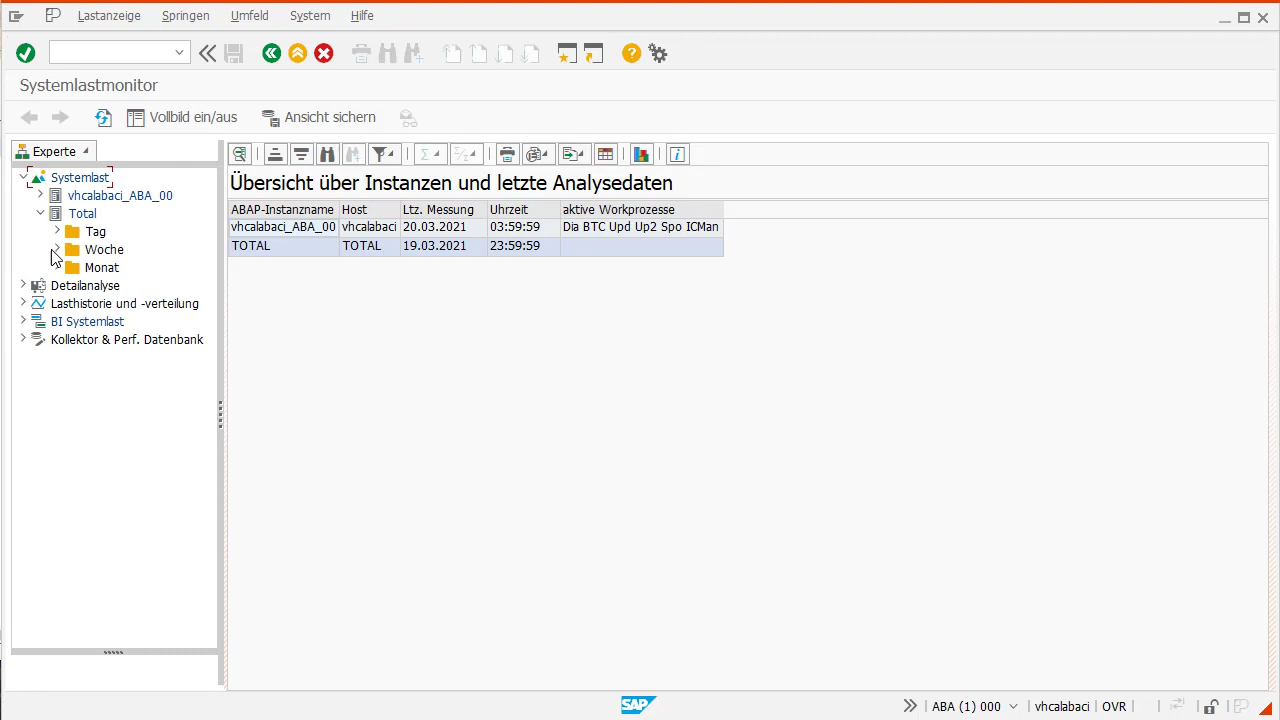 Lastanzeige Springen Umfeld System Hilfe
Systemlastmonitor
Vollbild ein/aus Ansicht sichern
Experte
Systemlast
vhcalabaci_ABA_00
Total
Tag
Woche
Monat
Detailanalyse
Lasthistorie und -verteilung
BI Systemlast
Kollektor & Perf. Datenbank
Übersicht über Instanzen und letzte Analysedaten
ABAP-Instanzname Host Ltz. Messung Uhrzeit aktive Workprozesse
vhcalabaci_ABA_00 vhcalabaci 20.03.2021 03:59:59 Dia BTC Upd Up2 Spo ICMan
TOTAL TOTAL 19.03.2021 23:59:59
SAP ABA (1) 000 vhcalabaci OVR